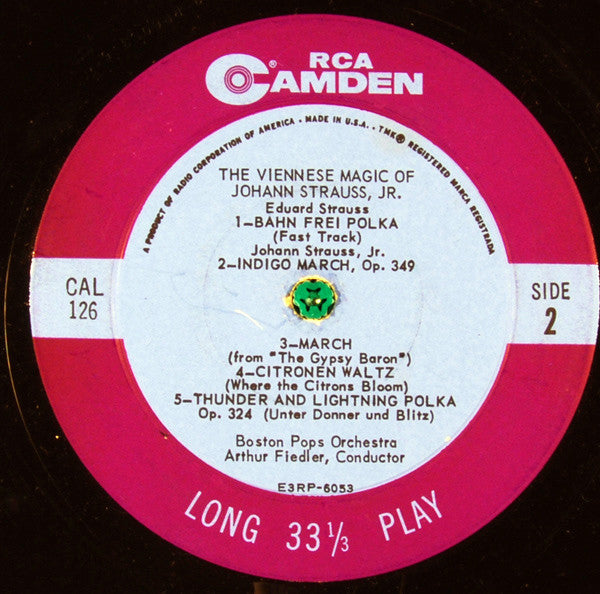 RCA
CAMDEN®
A PRODUCT OF RADIO CORPORATION OF AMERICA • MADE IN U.S.A. • TMK® REGISTERED MARCA REGISTRADA
THE VIENNESE MAGIC OF
JOHANN STRAUSS, JR.
Eduard Strauss
1—BAHN FREI POLKA
(Fast Track)
Johann Strauss, Jr.
2—INDIGO MARCH, Op. 349
CAL
126
SIDE
2
3—MARCH
(from "The Gypsy Baron")
4—CITRONEN WALTZ
(Where the Citrons Bloom)
5—THUNDER AND LIGHTNING POLKA
Op. 324 (Unter Donner und Blitz)
Boston Pops Orchestra
Arthur Fiedler, Conductor
E3RP-6053
LONG 33 1/3 PLAY